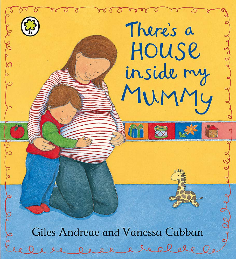 There's a
HOUSE
inside my
MUMMY
Giles Andreae and Vanessa Cabban